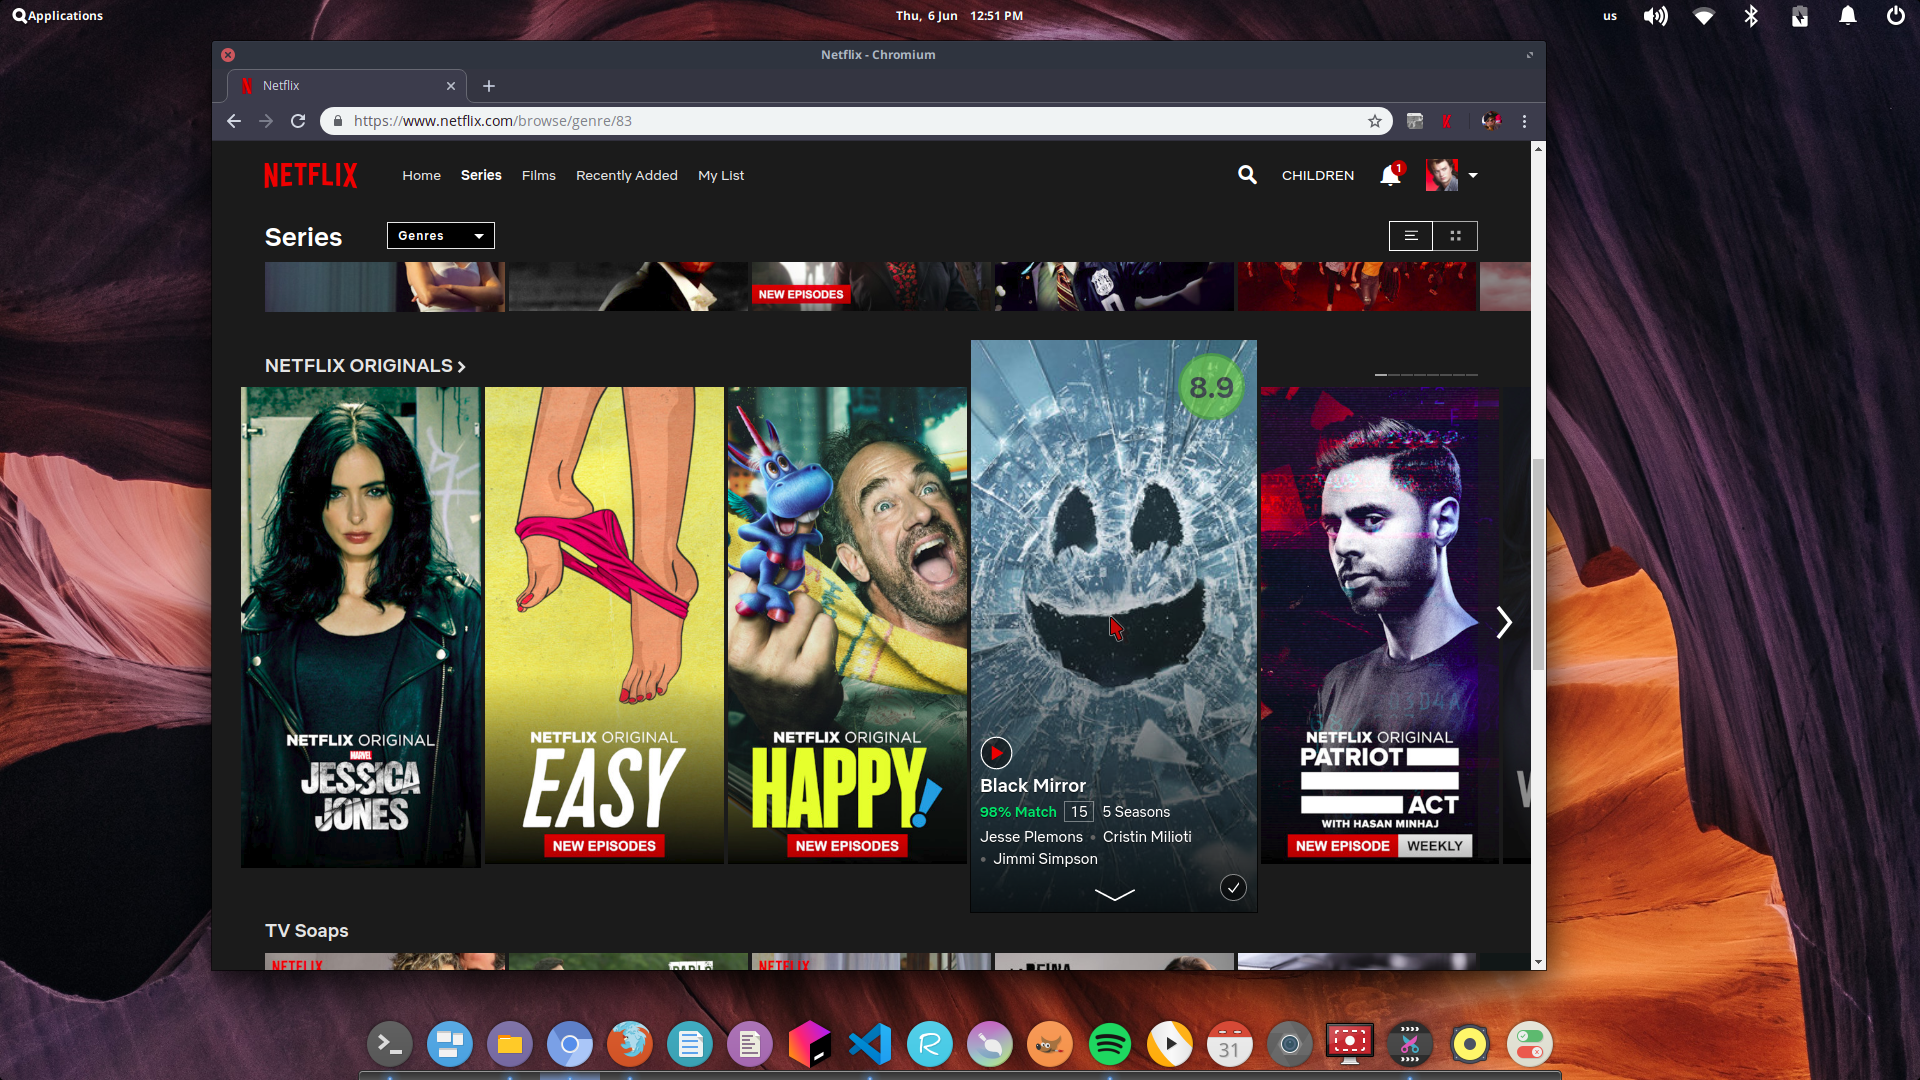 Applications
Thu, 6 Jun 12:51 PM
us
Netflix - Chromium
Netflix
https://www.netflix.com/browse/genre/83
NETFLIX
Home
Series
Films
Recently Added
My List
CHILDREN
1
Series
Genres
NEW EPISODES
NETFLIX ORIGINALS
8.9
NETFLIX ORIGINAL
MARVEL
JESSICA
JONES
NETFLIX ORIGINAL
EASY
NEW EPISODES
NETFLIX ORIGINAL
HAPPY!
NEW EPISODES
Black Mirror
98% Match 15 5 Seasons
Jesse Plemons • Cristin Milioti
• Jimmi Simpson
NETFLIX ORIGINAL
PATRIOT
ACT
WITH HASAN MINHAJ
NEW EPISODE WEEKLY
TV Soaps
NETFLIX
NETFLIX
31